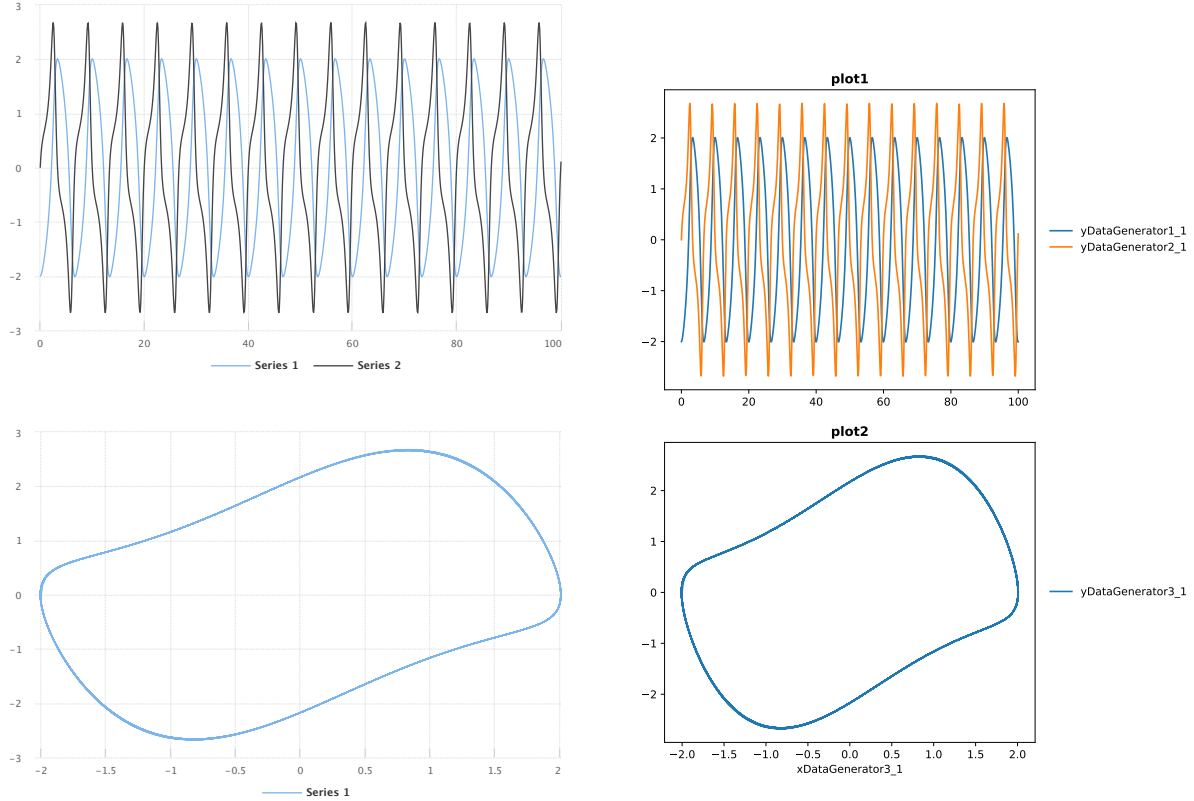 3
2
1
0
−1
−2
−3
0 20 40 60 80 100
Series 1 Series 2
plot1
2
1
0
−1
−2
0 20 40 60 80 100
yDataGenerator1_1
yDataGenerator2_1
3
2
1
0
−1
−2
−3
−2 −1.5 −1 −0.5 0 0.5 1 1.5 2
Series 1
plot2
2
1
0
−1
−2
−2.0 −1.5 −1.0 −0.5 0.0 0.5 1.0 1.5 2.0
xDataGenerator3_1
yDataGenerator3_1